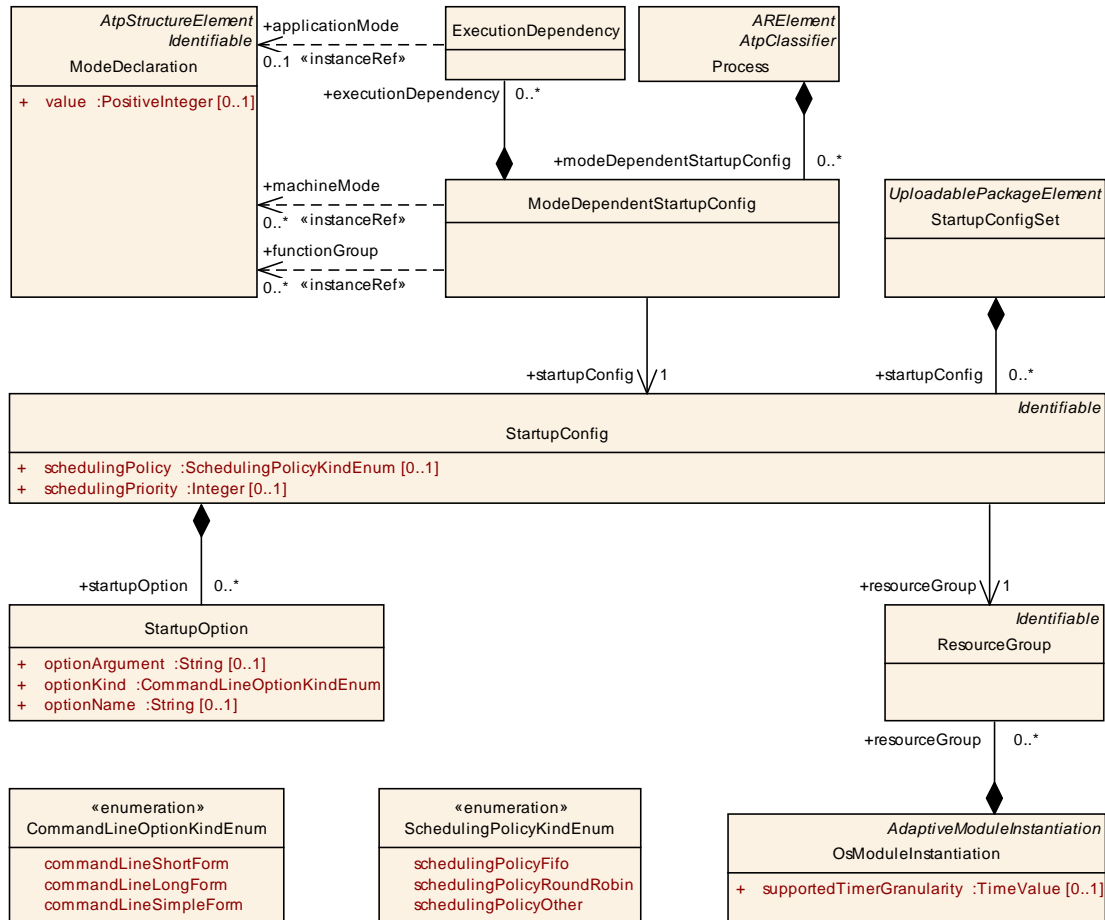 AtpStructureElement
Identifiable
ModeDeclaration
+ value :PositiveInteger [0..1]
+applicationMode
0..1 «instanceRef»
ExecutionDependency
ARElement
AtpClassifier
Process
+executionDependency 0..*
+modeDependentStartupConfig 0..*
+machineMode
0..* «instanceRef»
+functionGroup
0..* «instanceRef»
ModeDependentStartupConfig
UploadablePackageElement
StartupConfigSet
+startupConfig 1
+startupConfig 0..*
Identifiable
StartupConfig
+ schedulingPolicy :SchedulingPolicyKindEnum [0..1]
+ schedulingPriority :Integer [0..1]
+startupOption 0..*
+resourceGroup 1
StartupOption
+ optionArgument :String [0..1]
+ optionKind :CommandLineOptionKindEnum
+ optionName :String [0..1]
Identifiable
ResourceGroup
+resourceGroup 0..*
«enumeration»
CommandLineOptionKindEnum
commandLineShortForm
commandLineLongForm
commandLineSimpleForm
«enumeration»
SchedulingPolicyKindEnum
schedulingPolicyFifo
schedulingPolicyRoundRobin
schedulingPolicyOther
AdaptiveModuleInstantiation
OsModuleInstantiation
+ supportedTimerGranularity :TimeValue [0..1]